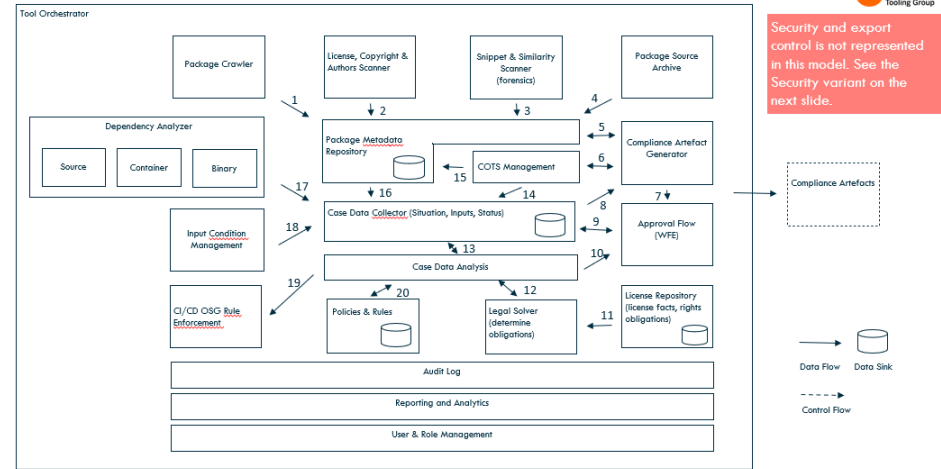 Tooling Group
Tool Orchestrator
Security and export
control is not represented
in this model. See the
Security variant on the
next slide.
Package Crawler
License, Copyright &
Authors Scanner
Snippet & Similarity
Scanner
(forensics)
Package Source
Archive
1
2
3
4
Dependency Analyzer
Source
Container
Binary
Package Metadata
Repository
5
Compliance Artefact
Generator
6
COTS Management
15
Compliance Artefacts
17
16
14
8
7
Case Data Collector (Situation, Inputs, Status)
9
Approval Flow
(WFE)
Input Condition
Management
18
13
10
Case Data Analysis
19
20
12
CI/CD OSG Rule
Enforcement
Policies & Rules
Legal Solver
(determine
obligations)
11
License Repository
(license facts, rights
obligations)
Data Flow
Data Sink
Control Flow
Audit Log
Reporting and Analytics
User & Role Management